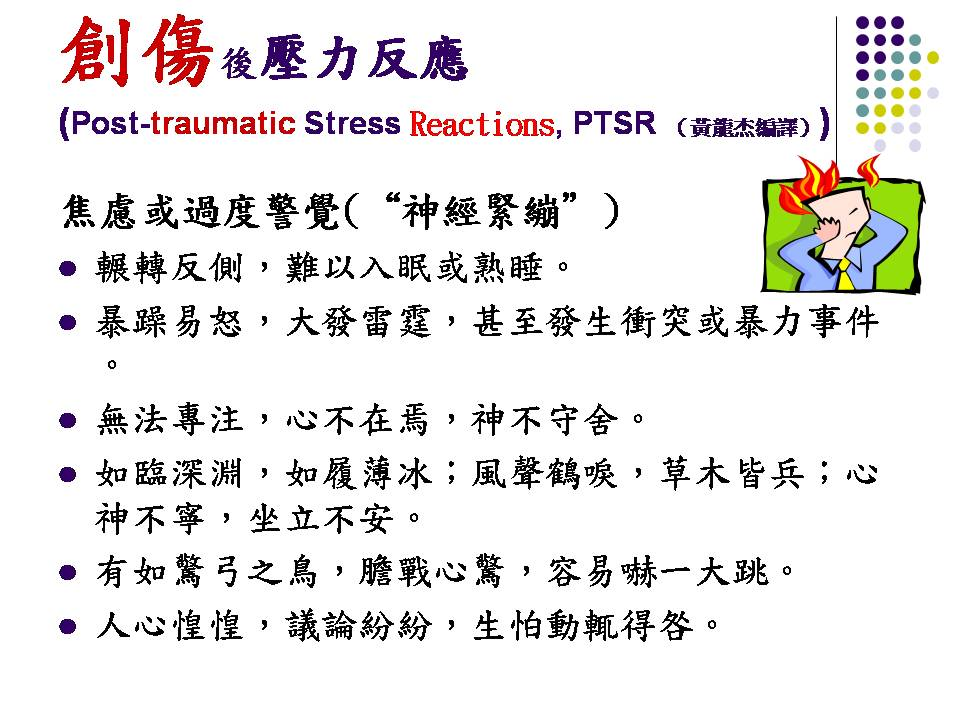 創傷後壓力反應
(Post-traumatic Stress Reactions, PTSR （黃龍杰編譯）)
焦慮或過度警覺(“神經緊繃”)
● 輾轉反側，難以入眠或熟睡。
● 暴躁易怒，大發雷霆，甚至發生衝突或暴力事件
。
● 無法專注，心不在焉，神不守舍。
● 如臨深淵，如履薄冰；風聲鶴唳，草木皆兵；心
神不寧，坐立不安。
● 有如驚弓之鳥，膽戰心驚，容易嚇一大跳。
● 人心惶惶，議論紛紛，生怕動輒得咎。